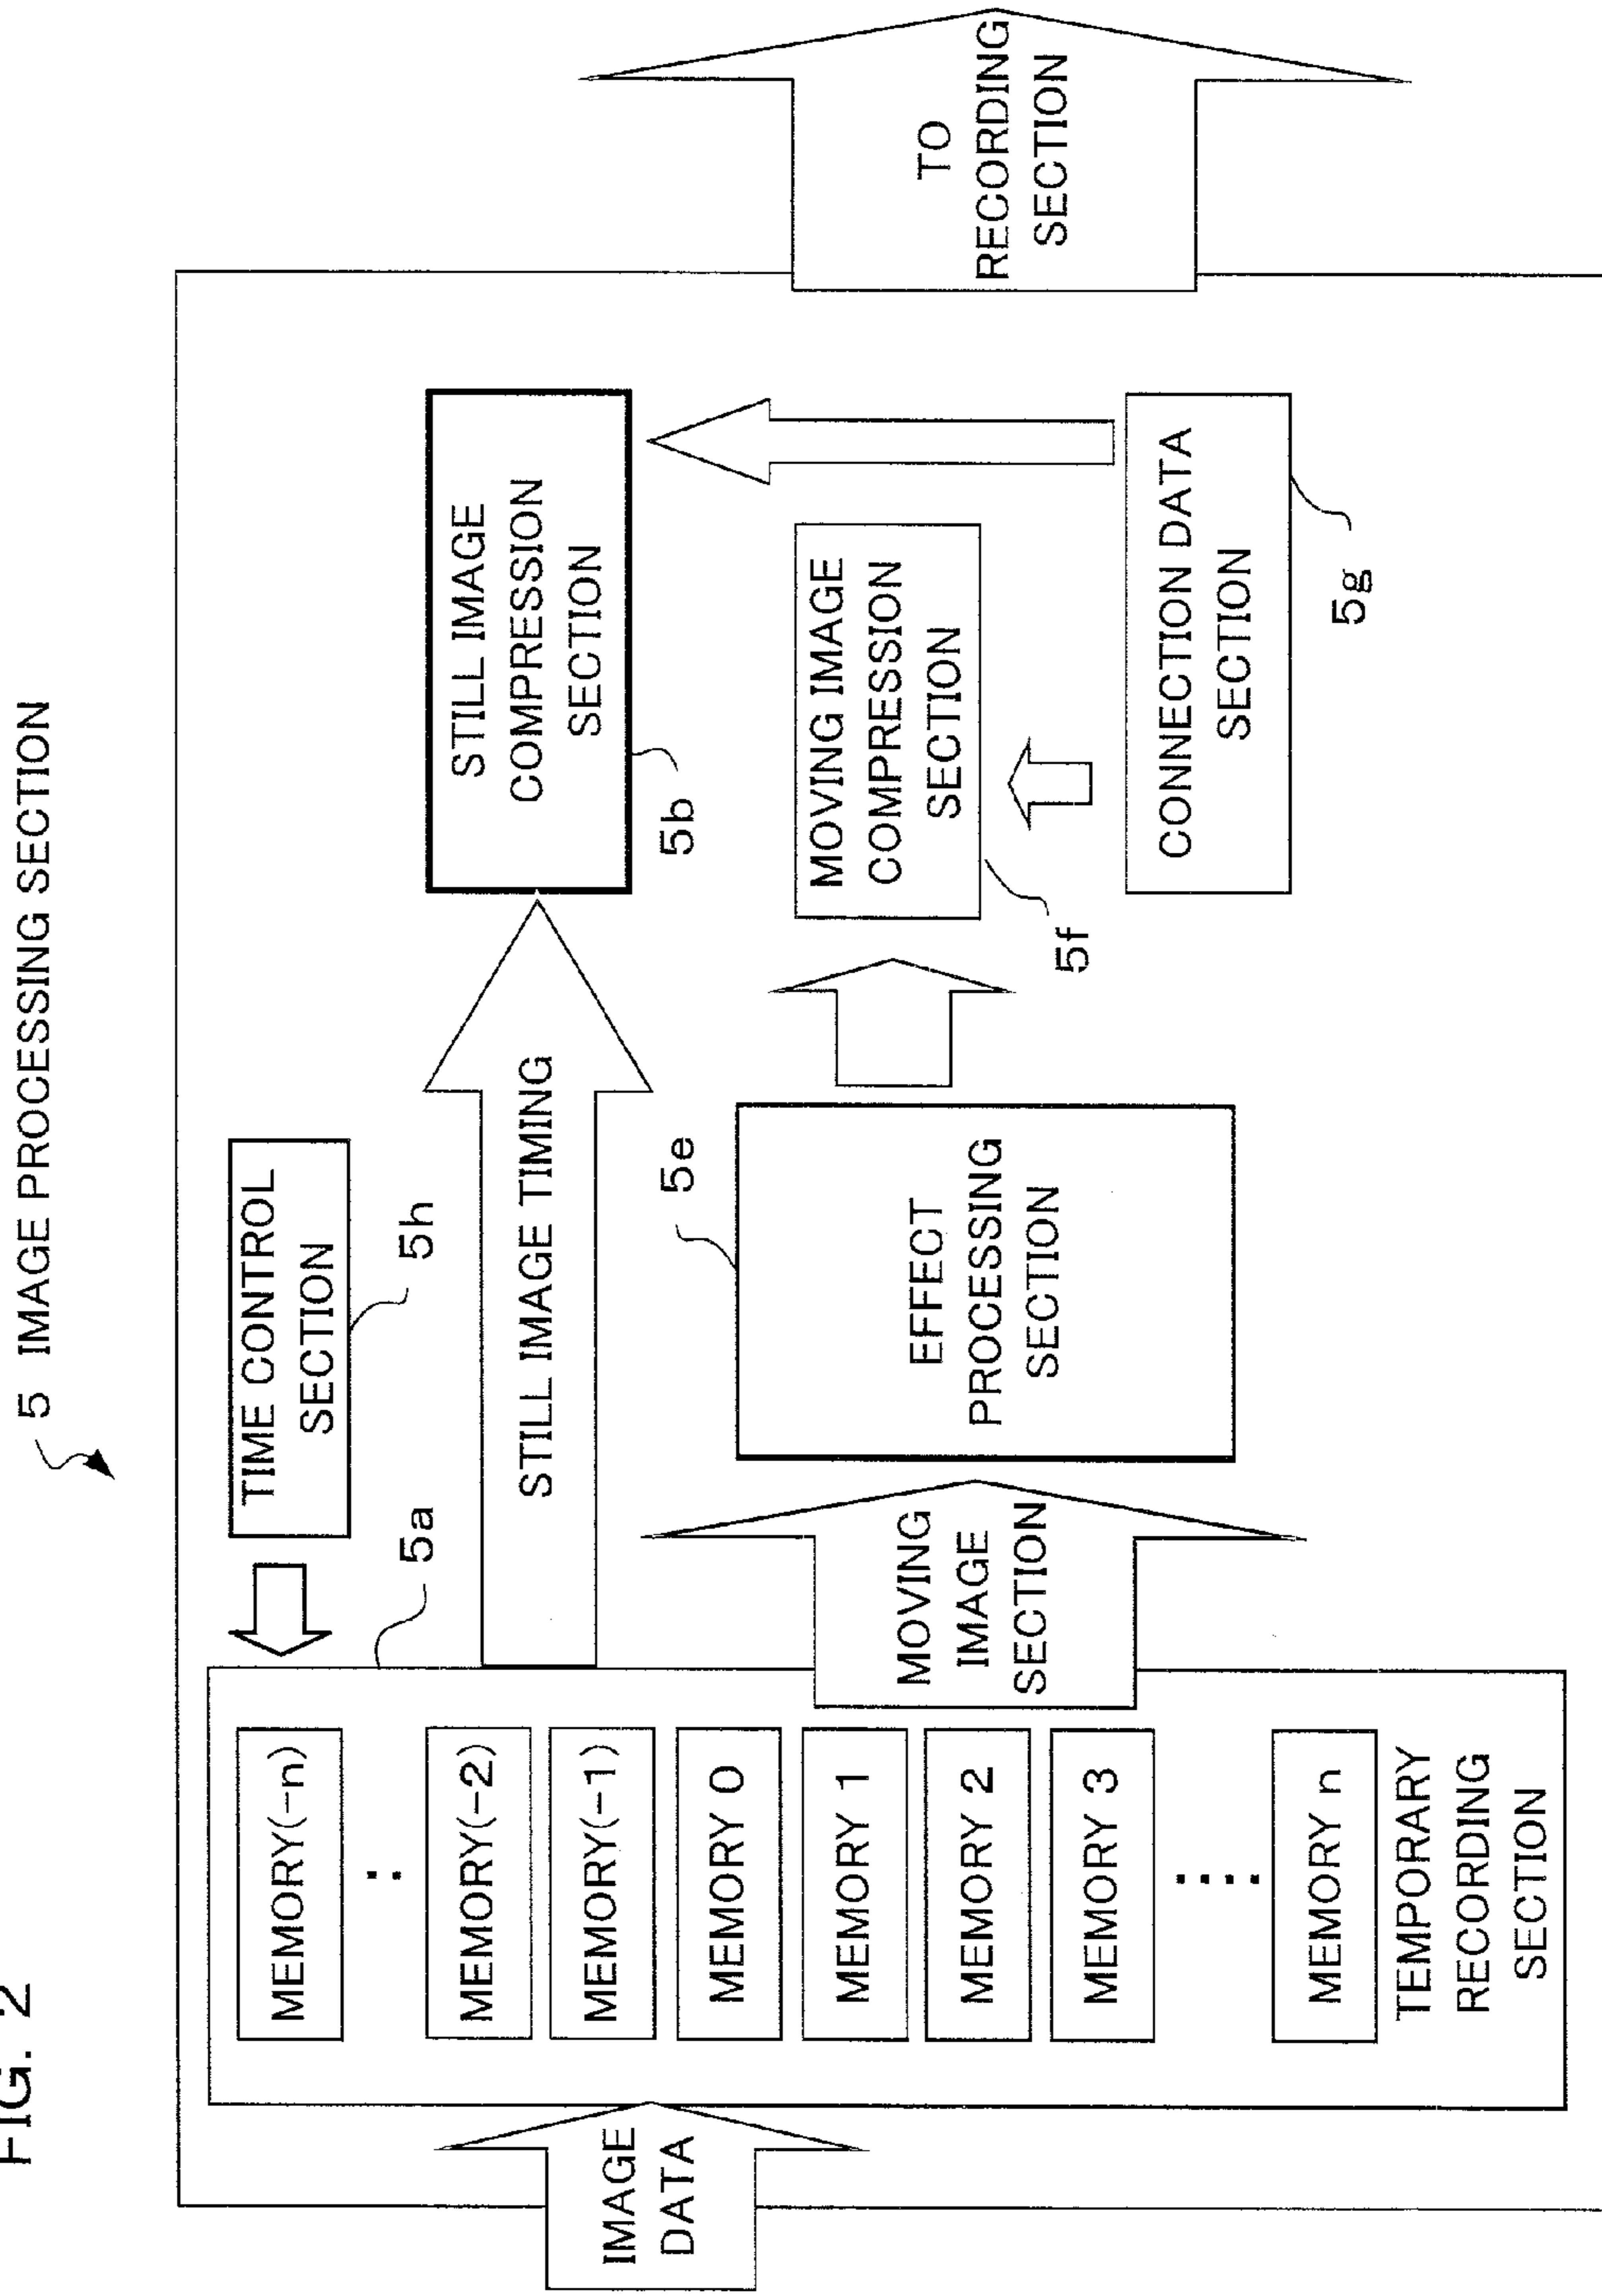 FIG. 2
5 IMAGE PROCESSING SECTION
IMAGE
DATA
MEMORY(-n)
MEMORY(-2)
MEMORY(-1)
MEMORY 0
MEMORY 1
MEMORY 2
MEMORY 3
MEMORY n
TEMPORARY
RECORDING
SECTION
5a
TIME CONTROL
SECTION
5h
STILL IMAGE TIMING
MOVING
IMAGE
SECTION
5e
EFFECT
PROCESSING
SECTION
STILL IMAGE
COMPRESSION
SECTION
5b
MOVING IMAGE
COMPRESSION
SECTION
5f
CONNECTION DATA
SECTION
5g
TO
RECORDING
SECTION